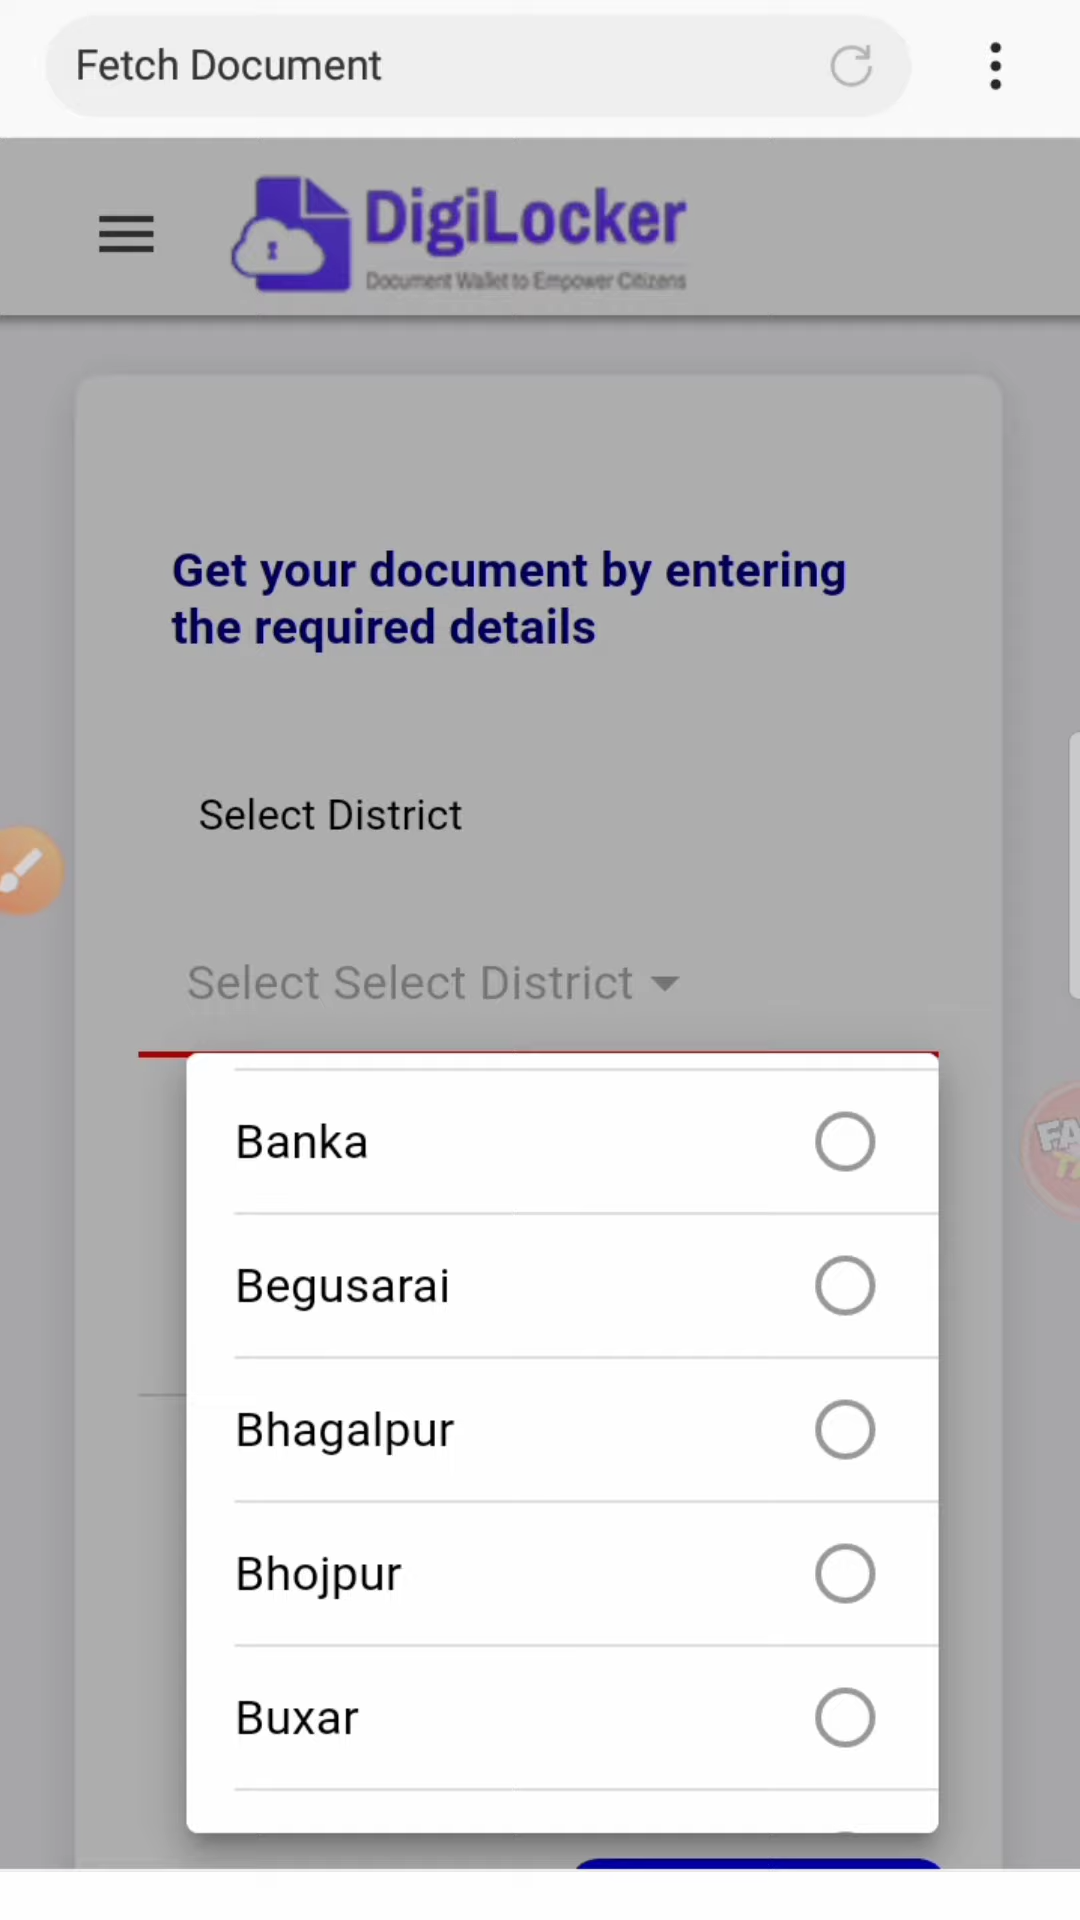 Fetch Document
DigiLocker
Document Wallet to Empower Citizens
Get your document by entering
the required details
Select District
Select Select District
Banka
Begusarai
Bhagalpur
Bhojpur
Buxar